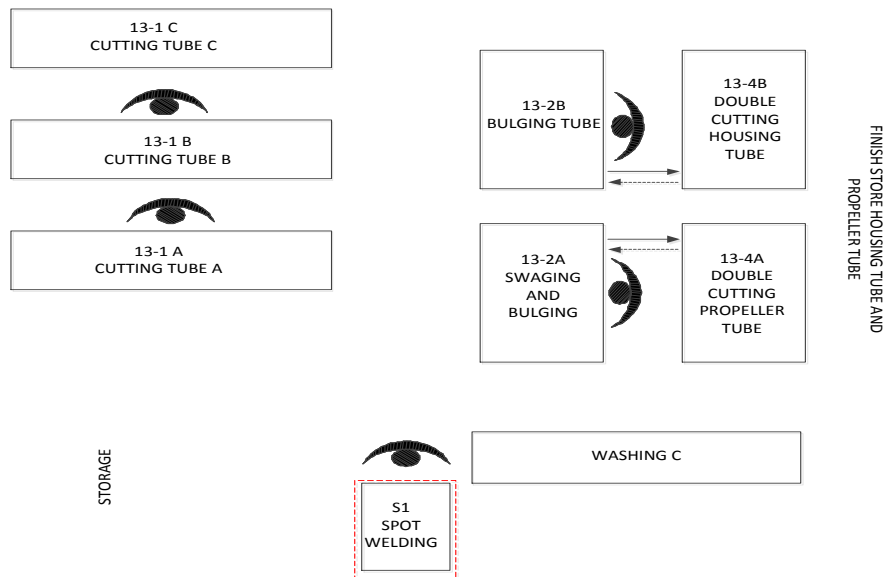 13-1 C
CUTTING TUBE C
13-1 B
CUTTING TUBE B
13-1 A
CUTTING TUBE A
13-2B
BULGING TUBE
13-4B
DOUBLE
CUTTING
HOUSING
TUBE
13-2A
SWAGING
AND
BULGING
13-4A
DOUBLE
CUTTING
PROPELLER
TUBE
FINISH STORE HOUSING TUBE AND
PROPELLER TUBE
STORAGE
WASHING C
S1
SPOT
WELDING